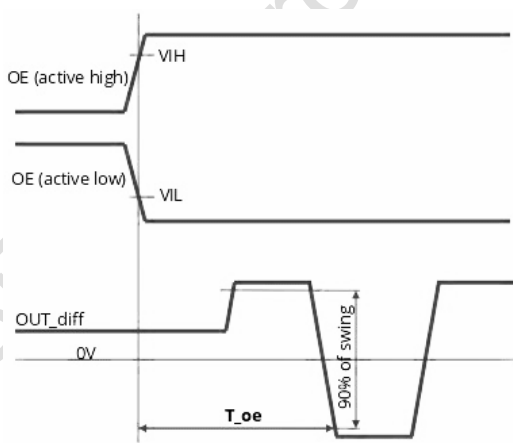 VIH
OE (active high)
OE (active low)
VIL
OUT_diff
0V
90% of swing
T_oe